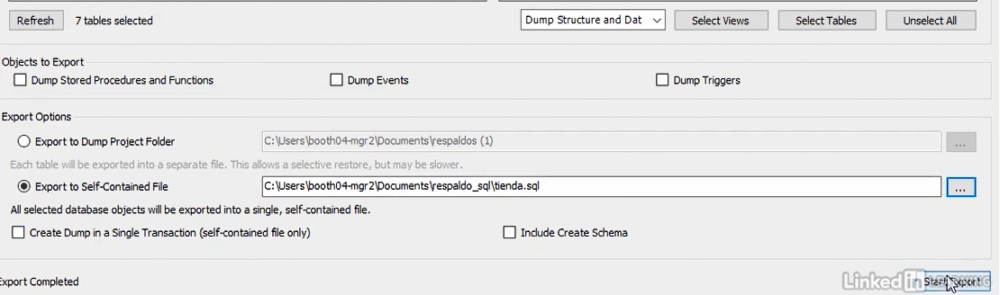 Refresh 7 tables selected Dump Structure and Dat Select Views Select Tables Unselect All
Objects to Export
Dump Stored Procedures and Functions Dump Events Dump Triggers
Export Options
Export to Dump Project Folder C:\Users\booth04-mgr2\Documents\respaldos (1) ...
Each table will be exported into a separate file. This allows a selective restore, but may be slower.
Export to Self-Contained File C:\Users\booth04-mgr2\Documents\respaldo_sql\tienda.sql ...
All selected database objects will be exported into a single, self-contained file.
Create Dump in a Single Transaction (self-contained file only) Include Create Schema
Export Completed LinkedIn LEARNING Start Export